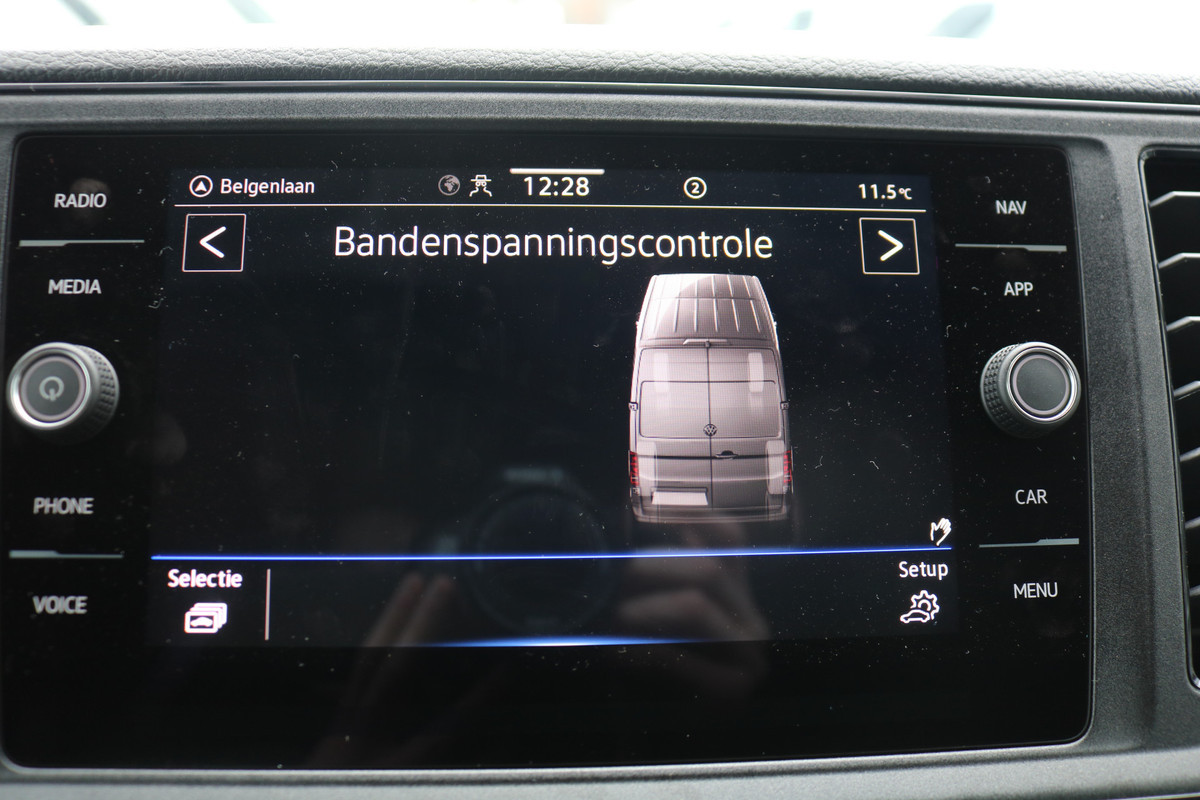 RADIO
MEDIA
PHONE
VOICE
Belgenlaan
12:28
2
11.5°C
Bandenspanningscontrole
Selectie
Setup
NAV
APP
CAR
MENU